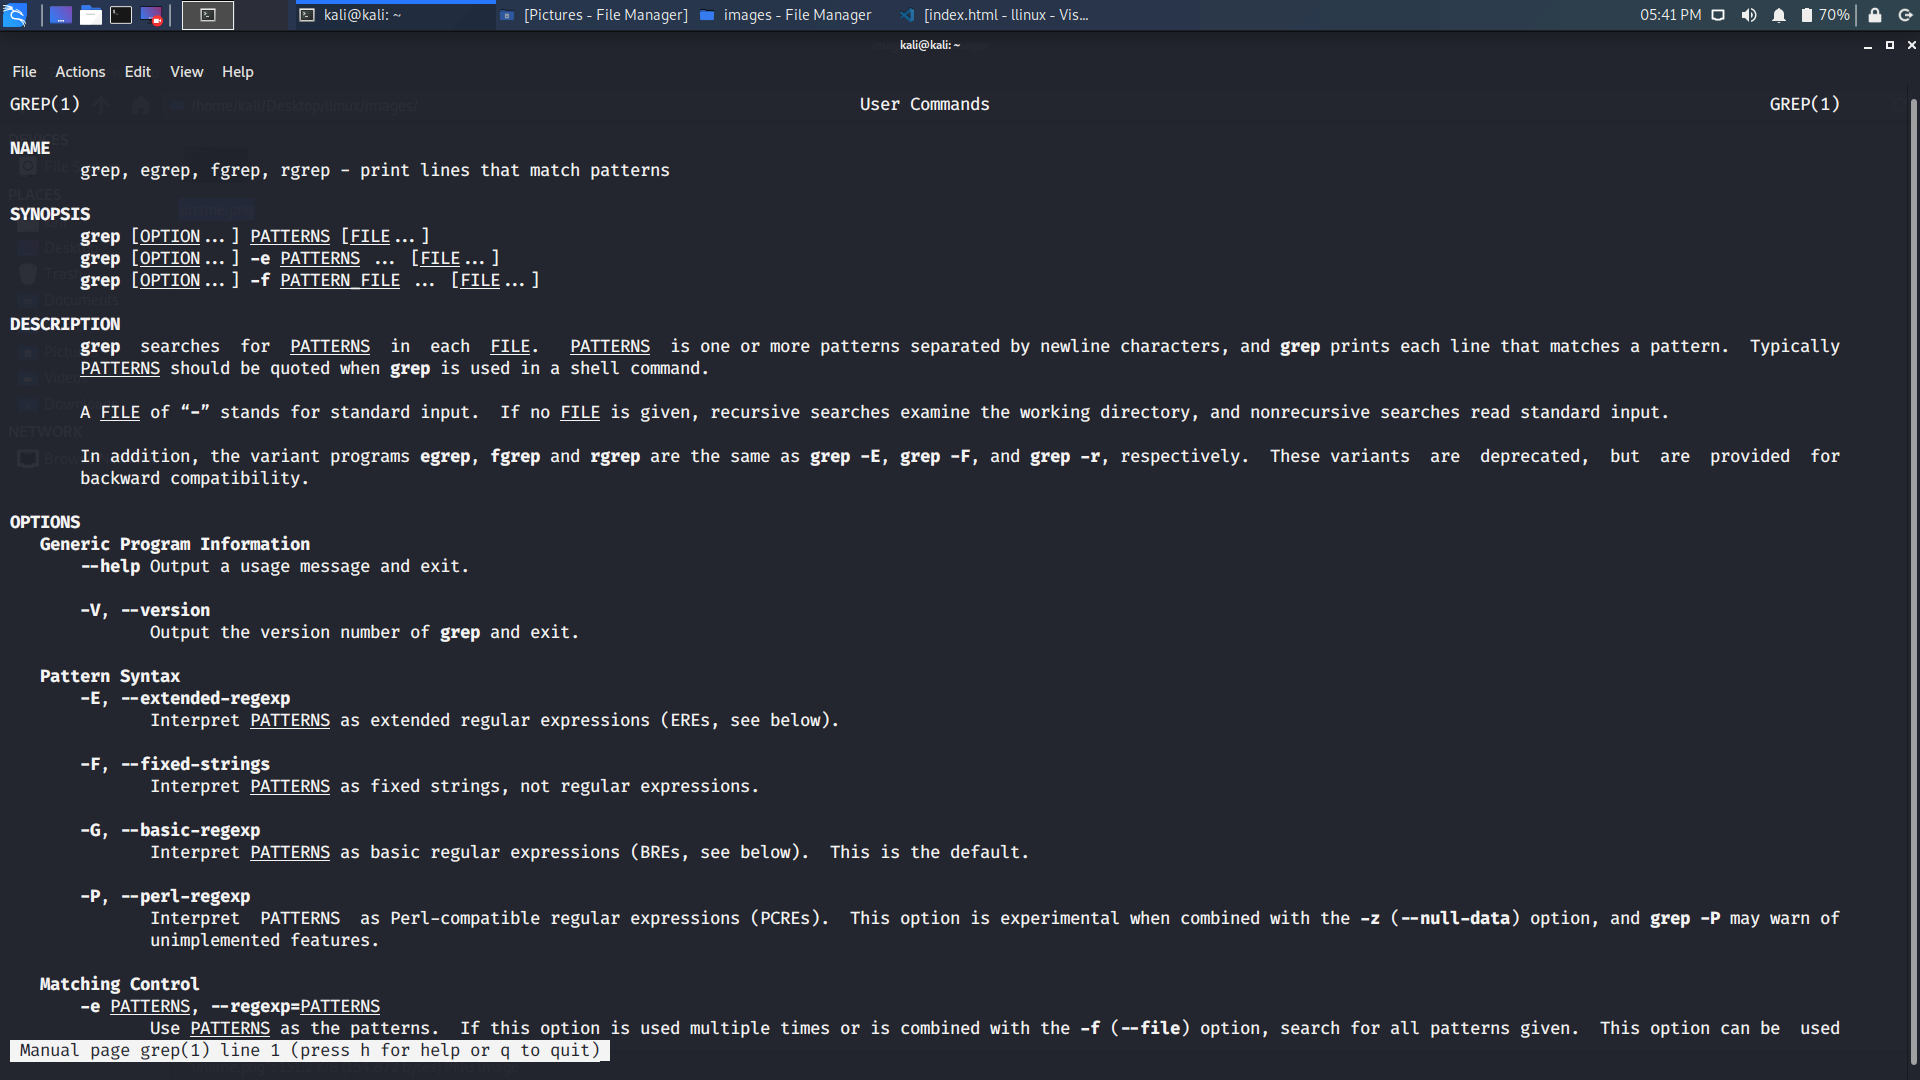 kali@kali: ~
[Pictures - File Manager]
images - File Manager
[index.html - llinux - Vis...
05:41 PM
70%
kali@kali: ~
File Actions Edit View Help
GREP(1) User Commands GREP(1)
NAME
grep, egrep, fgrep, rgrep - print lines that match patterns
SYNOPSIS
grep [OPTION...] PATTERNS [FILE...]
grep [OPTION...] -e PATTERNS ... [FILE...]
grep [OPTION...] -f PATTERN_FILE ... [FILE...]
DESCRIPTION
grep searches for PATTERNS in each FILE. PATTERNS is one or more patterns separated by newline characters, and grep prints each line that matches a pattern. Typically
PATTERNS should be quoted when grep is used in a shell command.
A FILE of “-” stands for standard input. If no FILE is given, recursive searches examine the working directory, and nonrecursive searches read standard input.
In addition, the variant programs egrep, fgrep and rgrep are the same as grep -E, grep -F, and grep -r, respectively. These variants are deprecated, but are provided for
backward compatibility.
OPTIONS
Generic Program Information
--help Output a usage message and exit.
-V, --version
Output the version number of grep and exit.
Pattern Syntax
-E, --extended-regexp
Interpret PATTERNS as extended regular expressions (EREs, see below).
-F, --fixed-strings
Interpret PATTERNS as fixed strings, not regular expressions.
-G, --basic-regexp
Interpret PATTERNS as basic regular expressions (BREs, see below). This is the default.
-P, --perl-regexp
Interpret PATTERNS as Perl-compatible regular expressions (PCREs). This option is experimental when combined with the -z (--null-data) option, and grep -P may warn of
unimplemented features.
Matching Control
-e PATTERNS, --regexp=PATTERNS
Use PATTERNS as the patterns. If this option is used multiple times or is combined with the -f (--file) option, search for all patterns given. This option can be used
Manual page grep(1) line 1 (press h for help or q to quit)